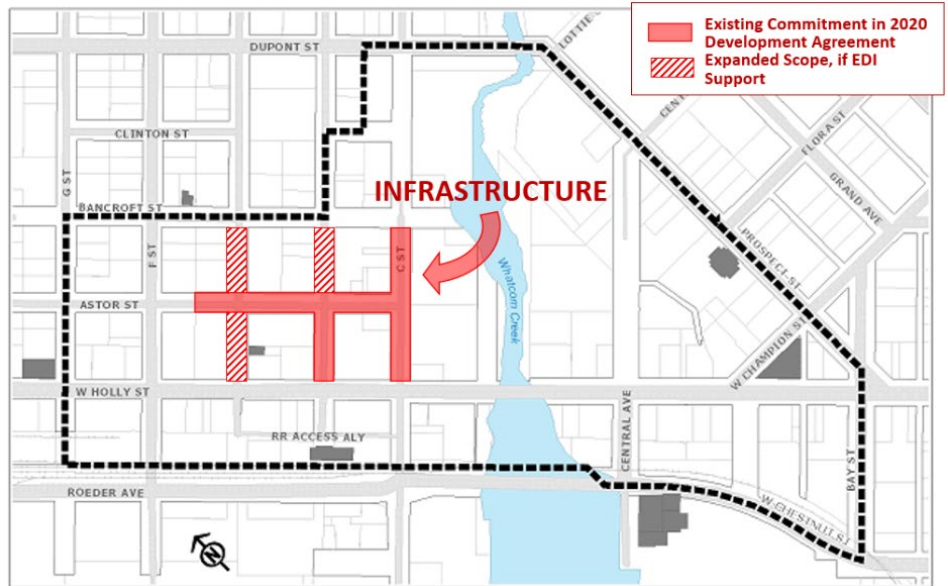 Existing Commitment in 2020
Development Agreement
Expanded Scope, if EDI
Support
LOTTIE
DUPONT ST
CLINTON ST
FLORA ST
G ST
GRAND AVE
INFRASTRUCTURE
BANCROFT ST
F ST
C ST
PROSPECT ST
Whatcom Creek
ASTOR ST
W CHAMPION ST
W HOLLY ST
CENTRAL AVE
RR ACCESS ALY
BAY ST
ROEDER AVE
W CHESTNUT ST
N